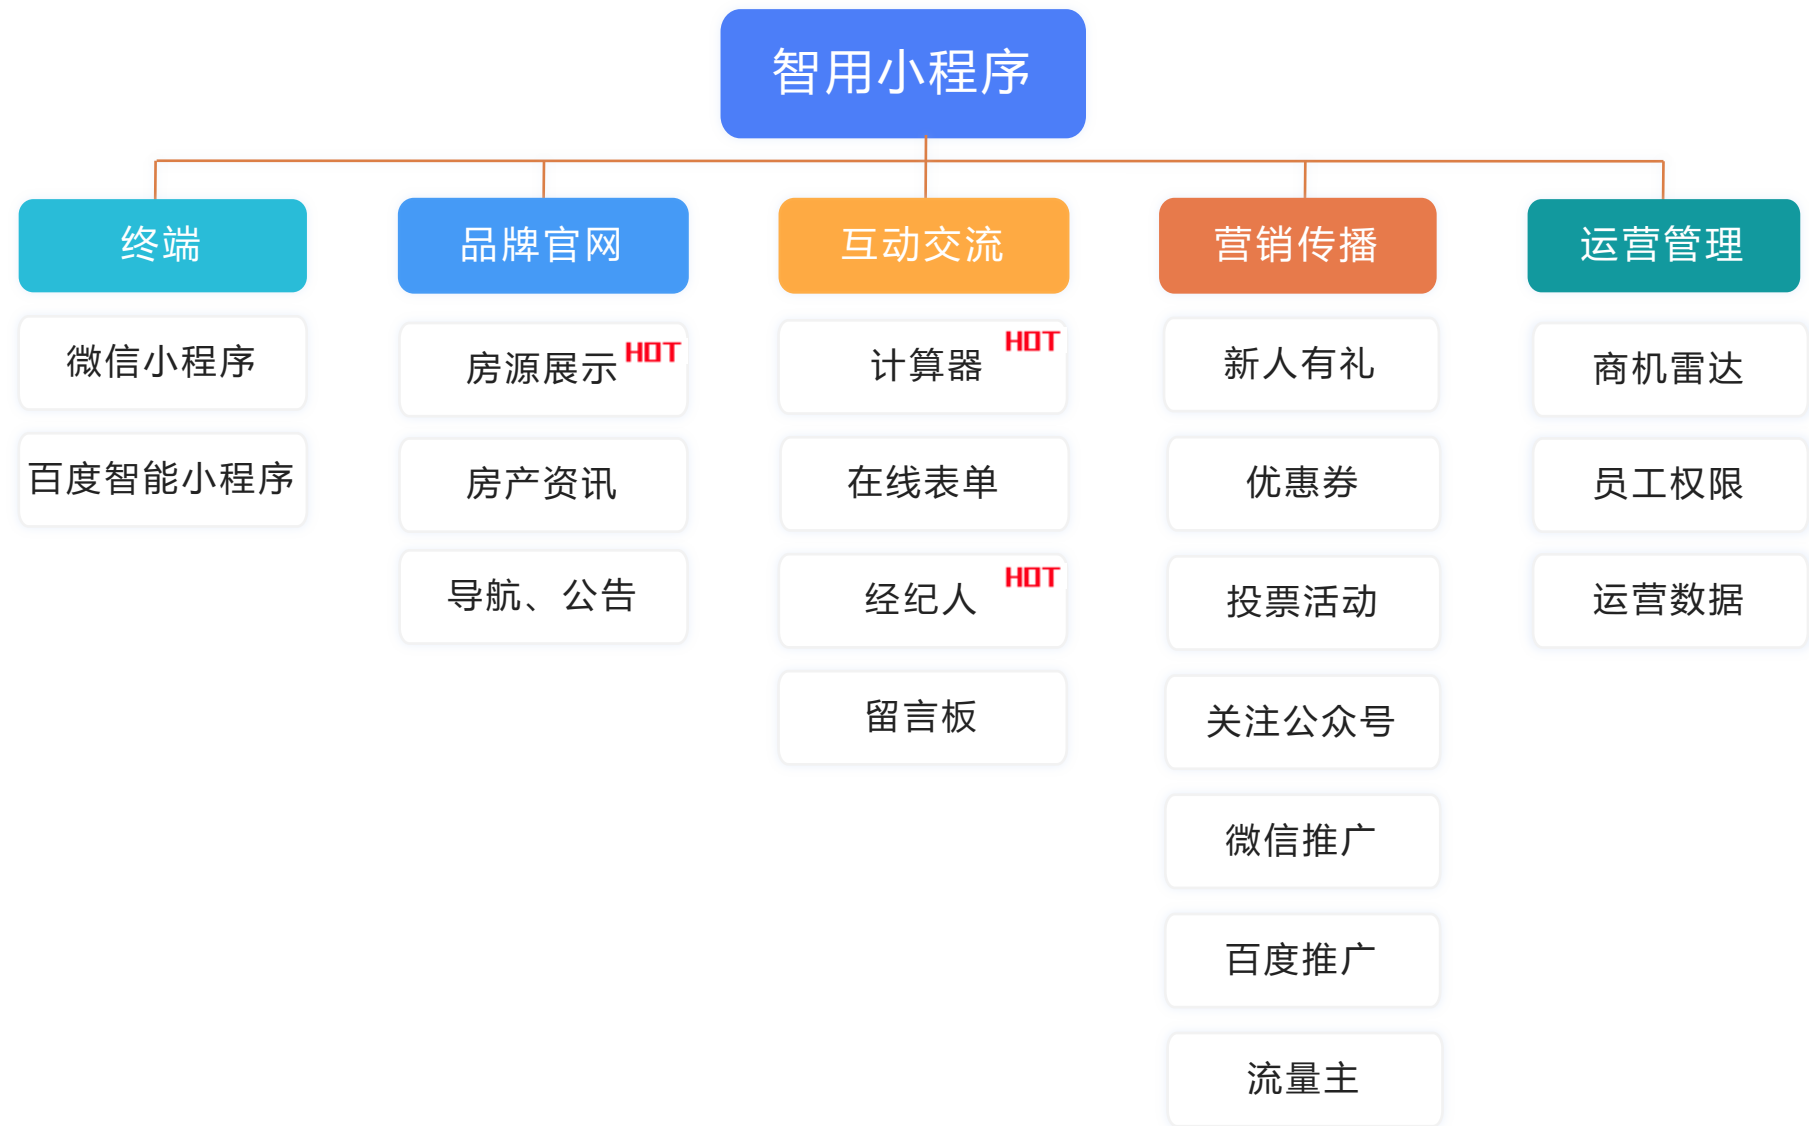 智用小程序
终端
微信小程序
百度智能小程序
品牌官网
房源展示 HOT
房产资讯
导航、公告
互动交流
计算器 HOT
在线表单
经纪人 HOT
留言板
营销传播
新人有礼
优惠券
投票活动
关注公众号
微信推广
百度推广
流量主
运营管理
商机雷达
员工权限
运营数据